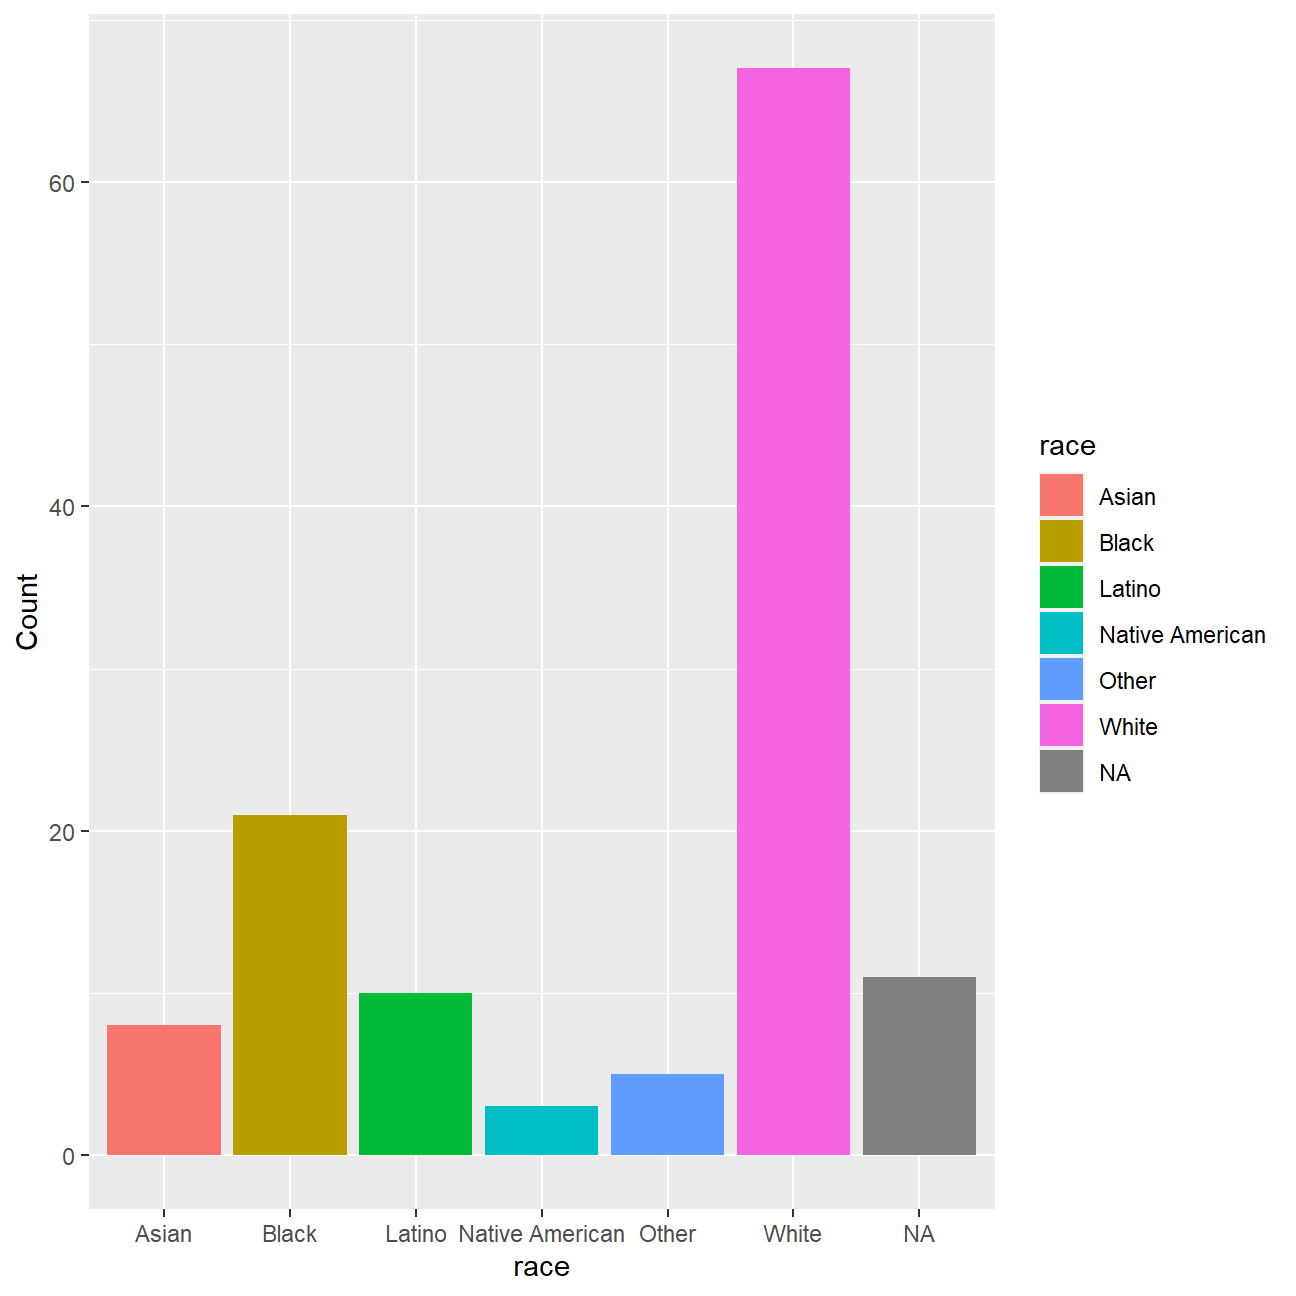 60
40
20
0
Count
Asian
Black
Latino
Native American
Other
White
NA
race
race
Asian
Black
Latino
Native American
Other
White
NA